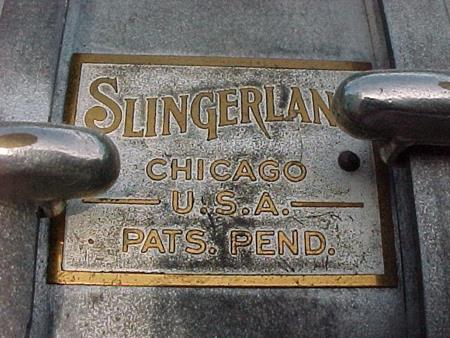 SLINGERLAN
CHICAGO
U.S.A.
PATS. PEND.